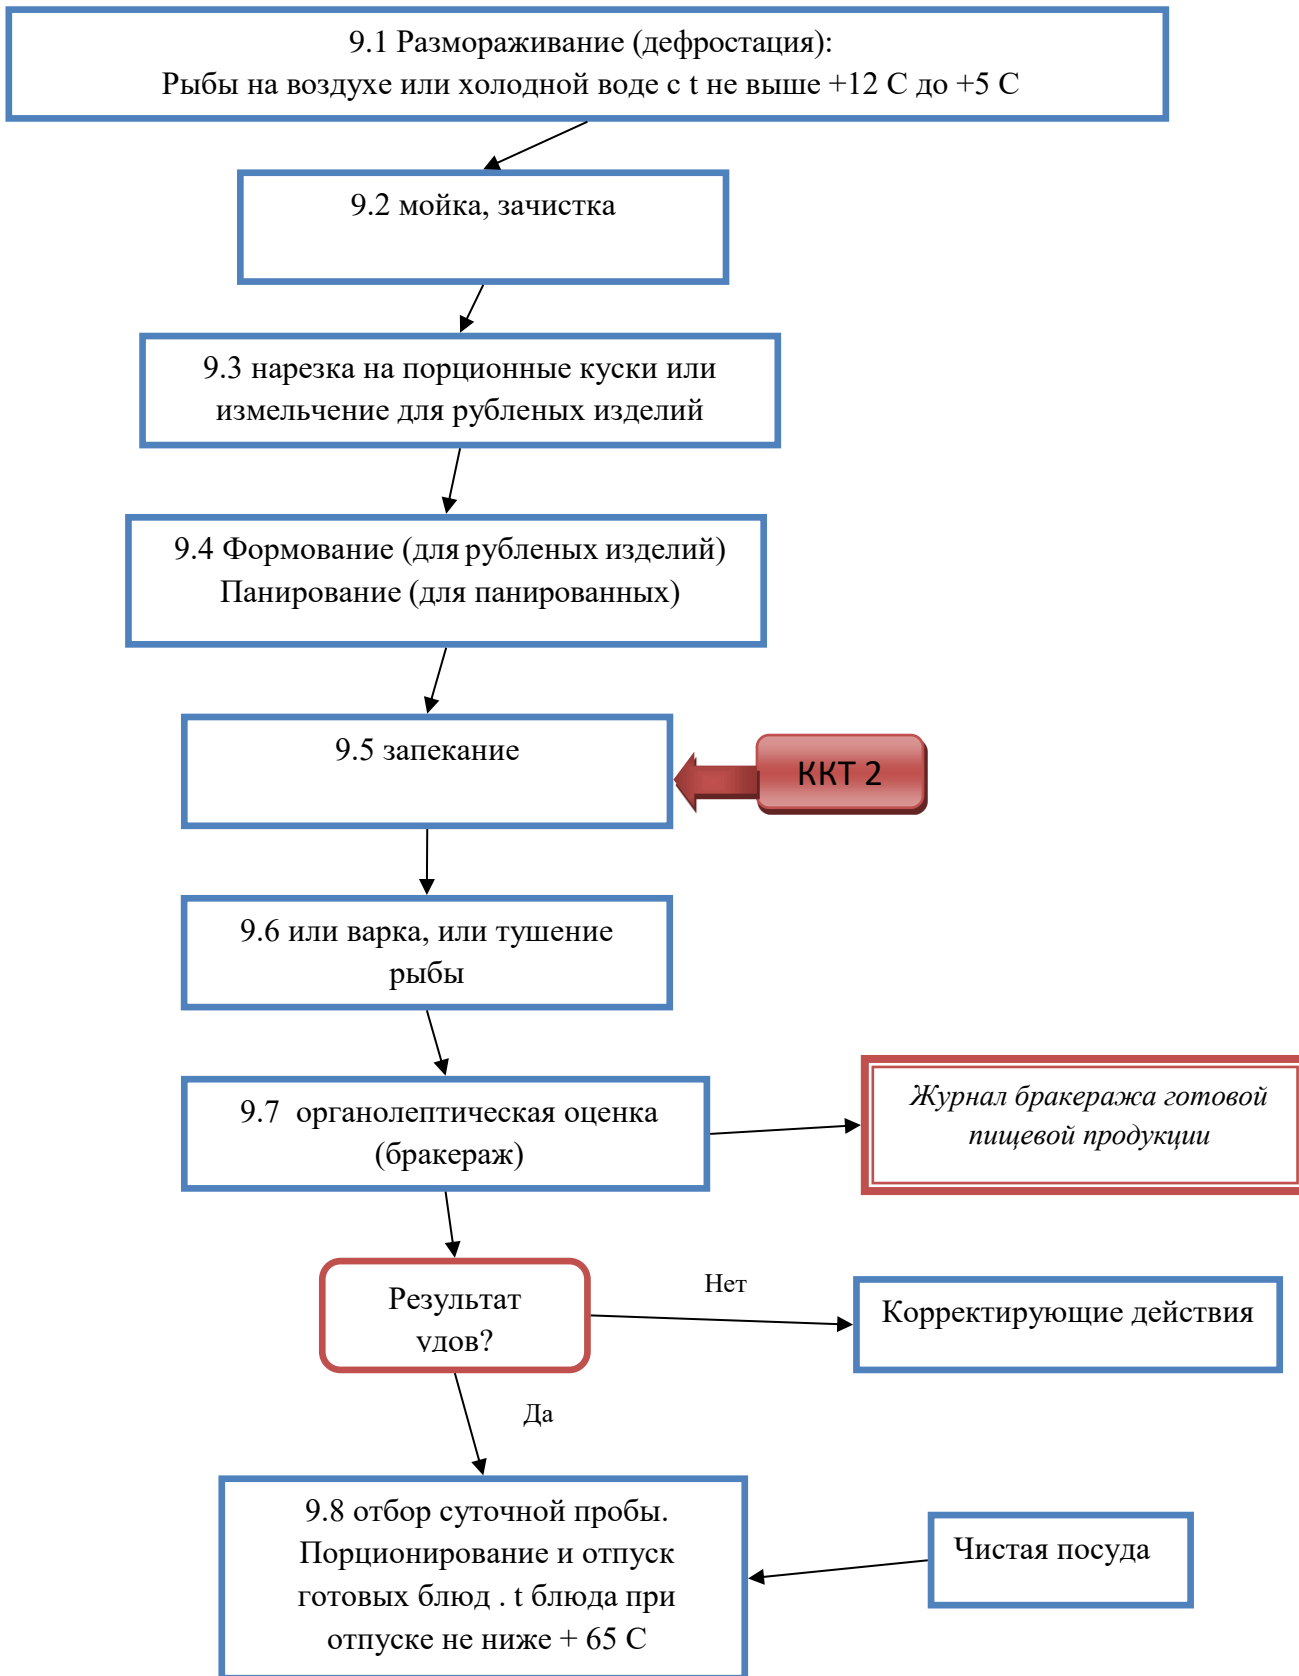 9.1 Размораживание (дефростация):
Рыбы на воздухе или холодной воде с t не выше +12 С до +5 С
9.2 мойка, зачистка
9.3 нарезка на порционные куски или
измельчение для рубленых изделий
9.4 Формование (для рубленых изделий)
Панирование (для панированных)
9.5 запекание
ККТ 2
9.6 или варка, или тушение
рыбы
9.7 органолептическая оценка
(бракераж)
Журнал бракеража готовой
пищевой продукции
Результат
удов?
Нет
Корректирующие действия
Да
9.8 отбор суточной пробы.
Порционирование и отпуск
готовых блюд . t блюда при
отпуске не ниже + 65 С
Чистая посуда